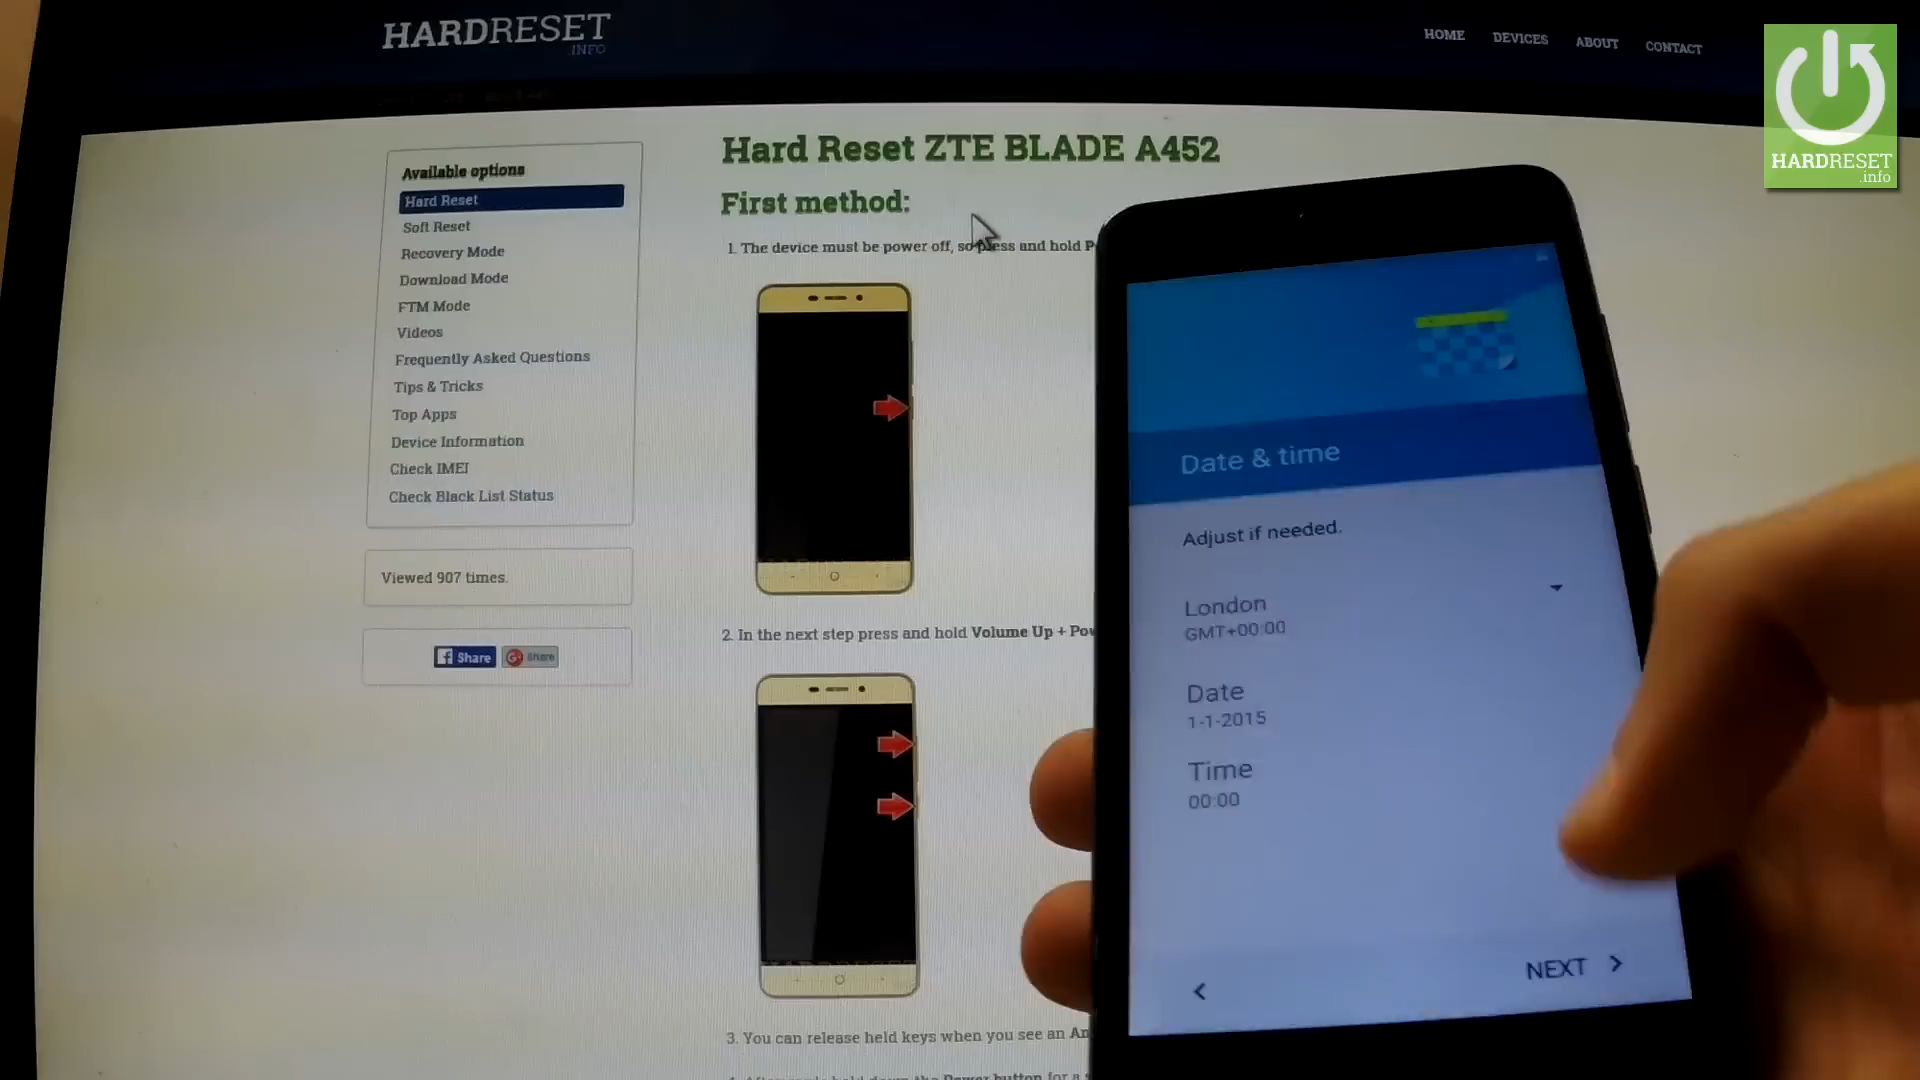 HARDRESET
.INFO
HOME DEVICES ABOUT CONTACT
HARDRESET
.info
Available options
Hard Reset
Soft Reset
Recovery Mode
Download Mode
FTM Mode
Videos
Frequently Asked Questions
Tips & Tricks
Top Apps
Device Information
Check IMEI
Check Black List Status
Viewed 907 times.
Share
Share
Hard Reset ZTE BLADE A452
First method:
1. The device must be power off, so press and hold
2. In the next step press and hold Volume Up +
3. You can release held keys when you see an
button for a
Date & time
Adjust if needed.
London
GMT+00:00
Date
1-1-2015
Time
00:00
NEXT